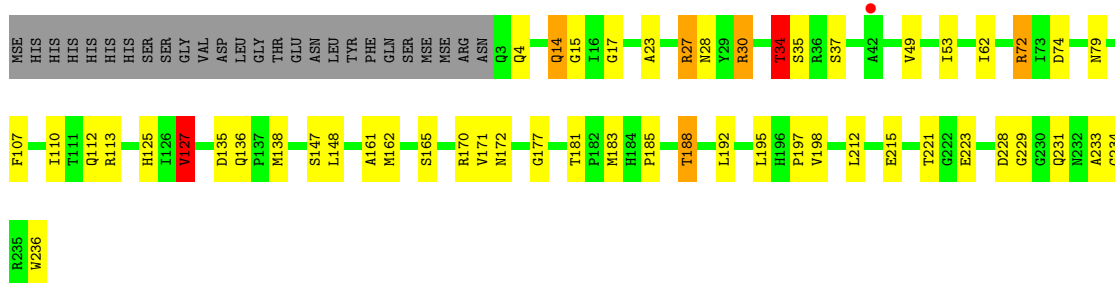 MSE HIS HIS HIS HIS HIS HIS SER SER GLY VAL ASP LEU GLY THR GLU ASN LEU TYR PHE GLN SER MSE MSE ARG ASN Q3 Q4 Q14 G15 I16 G17 A23 R27 N28 Y29 R30 T34 S35 R36 S37 A42 V49 I53 I62 R72 I73 D74 N79
F107 I110 T111 Q112 R113 H125 I126 V127 D135 Q136 P137 M138 S147 L148 A161 M162 S165 R170 V171 N172 G177 T181 P182 M183 H184 P185 T188 L192 L195 H196 P197 V198 L212 E215 T221 G222 E223 D228 G229 G230 Q231 N232 A233 G234
R235 W236